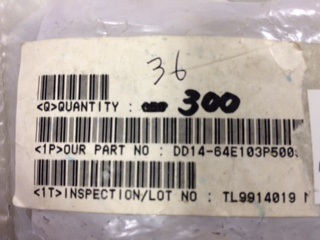 36
<Q>QUANTITY : 300
<1P>OUR PART NO : DD14-64E103P500
<1T>INSPECTION/LOT NO : TL9914019